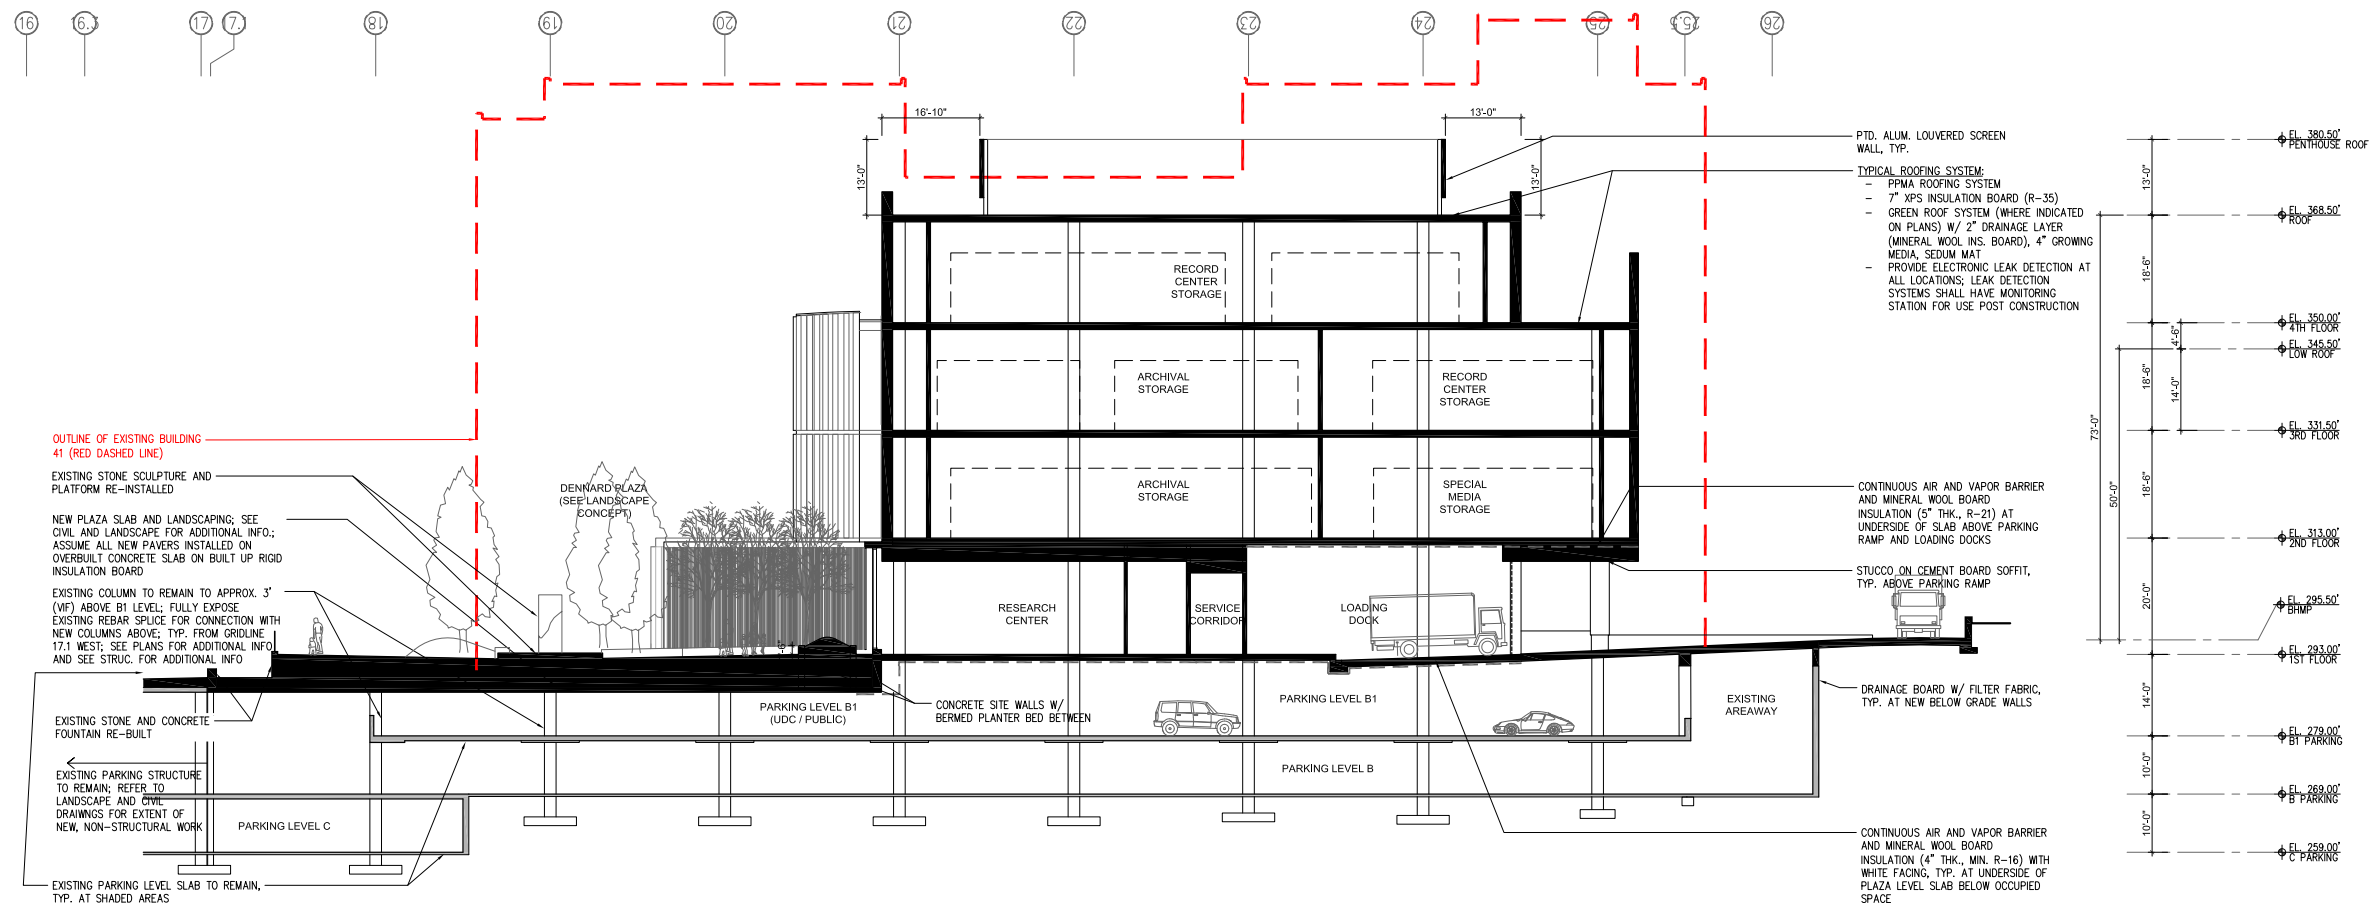 16 16.2 17 17.1 18 19 20 21 22 23 24 25 25.5 26
16'-10"
13'-0"
13'-0"
13'-0"
PTD. ALUM. LOUVERED SCREEN
WALL, TYP.
TYPICAL ROOFING SYSTEM:
- PPMA ROOFING SYSTEM
- 7" XPS INSULATION BOARD (R-35)
- GREEN ROOF SYSTEM (WHERE INDICATED
ON PLANS) W/ 2" DRAINAGE LAYER
(MINERAL WOOL INS. BOARD), 4" GROWING
MEDIA, SEDUM MAT
- PROVIDE ELECTRONIC LEAK DETECTION AT
ALL LOCATIONS; LEAK DETECTION
SYSTEMS SHALL HAVE MONITORING
STATION FOR USE POST CONSTRUCTION
RECORD
CENTER
STORAGE
ARCHIVAL
STORAGE
RECORD
CENTER
STORAGE
ARCHIVAL
STORAGE
SPECIAL
MEDIA
STORAGE
RESEARCH
CENTER
SERVICE
CORRIDOR
LOADING
DOCK
PARKING LEVEL B1
PARKING LEVEL B1
(UDC / PUBLIC)
PARKING LEVEL B
PARKING LEVEL C
EXISTING
AREAWAY
DENNARD PLAZA
(SEE LANDSCAPE
CONCEPT)
OUTLINE OF EXISTING BUILDING
41 (RED DASHED LINE)
EXISTING STONE SCULPTURE AND
PLATFORM RE-INSTALLED
NEW PLAZA SLAB AND LANDSCAPING; SEE
CIVIL AND LANDSCAPE FOR ADDITIONAL INFO.;
ASSUME ALL NEW PAVERS INSTALLED ON
OVERBUILT CONCRETE SLAB ON BUILT UP RIGID
INSULATION BOARD
EXISTING COLUMN TO REMAIN TO APPROX. 3'
(VIF) ABOVE B1 LEVEL; FULLY EXPOSE
EXISTING REBAR SPLICE FOR CONNECTION WITH
NEW COLUMNS ABOVE; TYP. FROM GRIDLINE
17.1 WEST; SEE PLANS FOR ADDITIONAL INFO
AND SEE STRUC. FOR ADDITIONAL INFO
EXISTING STONE AND CONCRETE
FOUNTAIN RE-BUILT
EXISTING PARKING STRUCTURE
TO REMAIN; REFER TO
LANDSCAPE AND CIVIL
DRAWINGS FOR EXTENT OF
NEW, NON-STRUCTURAL WORK
EXISTING PARKING LEVEL SLAB TO REMAIN,
TYP. AT SHADED AREAS
CONCRETE SITE WALLS W/
BERMED PLANTER BED BETWEEN
CONTINUOUS AIR AND VAPOR BARRIER
AND MINERAL WOOL BOARD
INSULATION (5" THK., R-21) AT
UNDERSIDE OF SLAB ABOVE PARKING
RAMP AND LOADING DOCKS
STUCCO ON CEMENT BOARD SOFFIT,
TYP. ABOVE PARKING RAMP
DRAINAGE BOARD W/ FILTER FABRIC,
TYP. AT NEW BELOW GRADE WALLS
CONTINUOUS AIR AND VAPOR BARRIER
AND MINERAL WOOL BOARD
INSULATION (4" THK., MIN. R-16) WITH
WHITE FACING, TYP. AT UNDERSIDE OF
PLAZA LEVEL SLAB BELOW OCCUPIED
SPACE
13'-0"
18'-6"
18'-6"
18'-6"
20'-0"
14'-0"
10'-0"
10'-0"
4'-6"
14'-0"
73'-0"
50'-0"
EL. 380.50'
PENTHOUSE ROOF
EL. 368.50'
ROOF
EL. 350.00'
4TH FLOOR
EL. 345.50'
LOW ROOF
EL. 331.50'
3RD FLOOR
EL. 313.00'
2ND FLOOR
EL. 295.50'
BHMP
EL. 293.00'
1ST FLOOR
EL. 279.00'
B1 PARKING
EL. 269.00'
B PARKING
EL. 259.00'
C PARKING